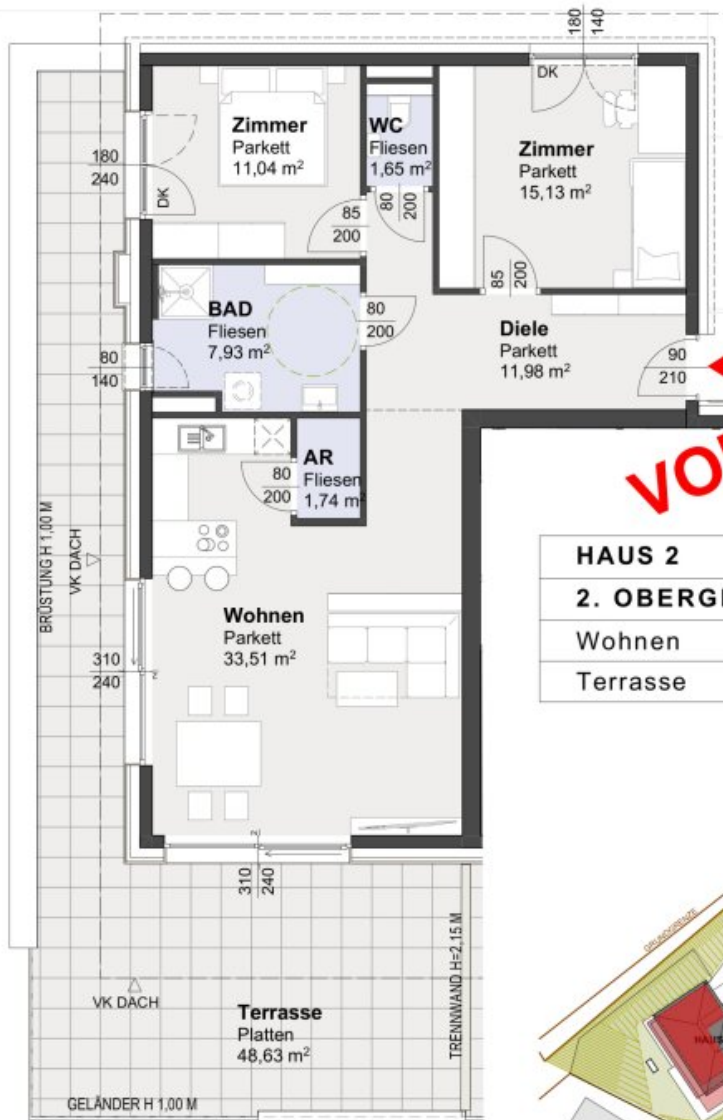 180
140
DK
Zimmer
Parkett
11,04 m²
WC
Fliesen
1,65 m²
Zimmer
Parkett
15,13 m²
180
240
DK
85
200
80
200
85
200
BAD
Fliesen
7,93 m²
80
200
Diele
Parkett
11,98 m²
90
210
80
140
AR
Fliesen
1,74 m²
80
200
BRÜSTUNG H 1,00 M
VK DACH
HAUS 2
Wohnen
Terrasse
Wohnen
Parkett
33,51 m²
310
240
310
240
VK DACH
Terrasse
Platten
48,63 m²
TRENNWAND H=2,15 M
GELÄNDER H 1,00 M
GRUNDGRENZE